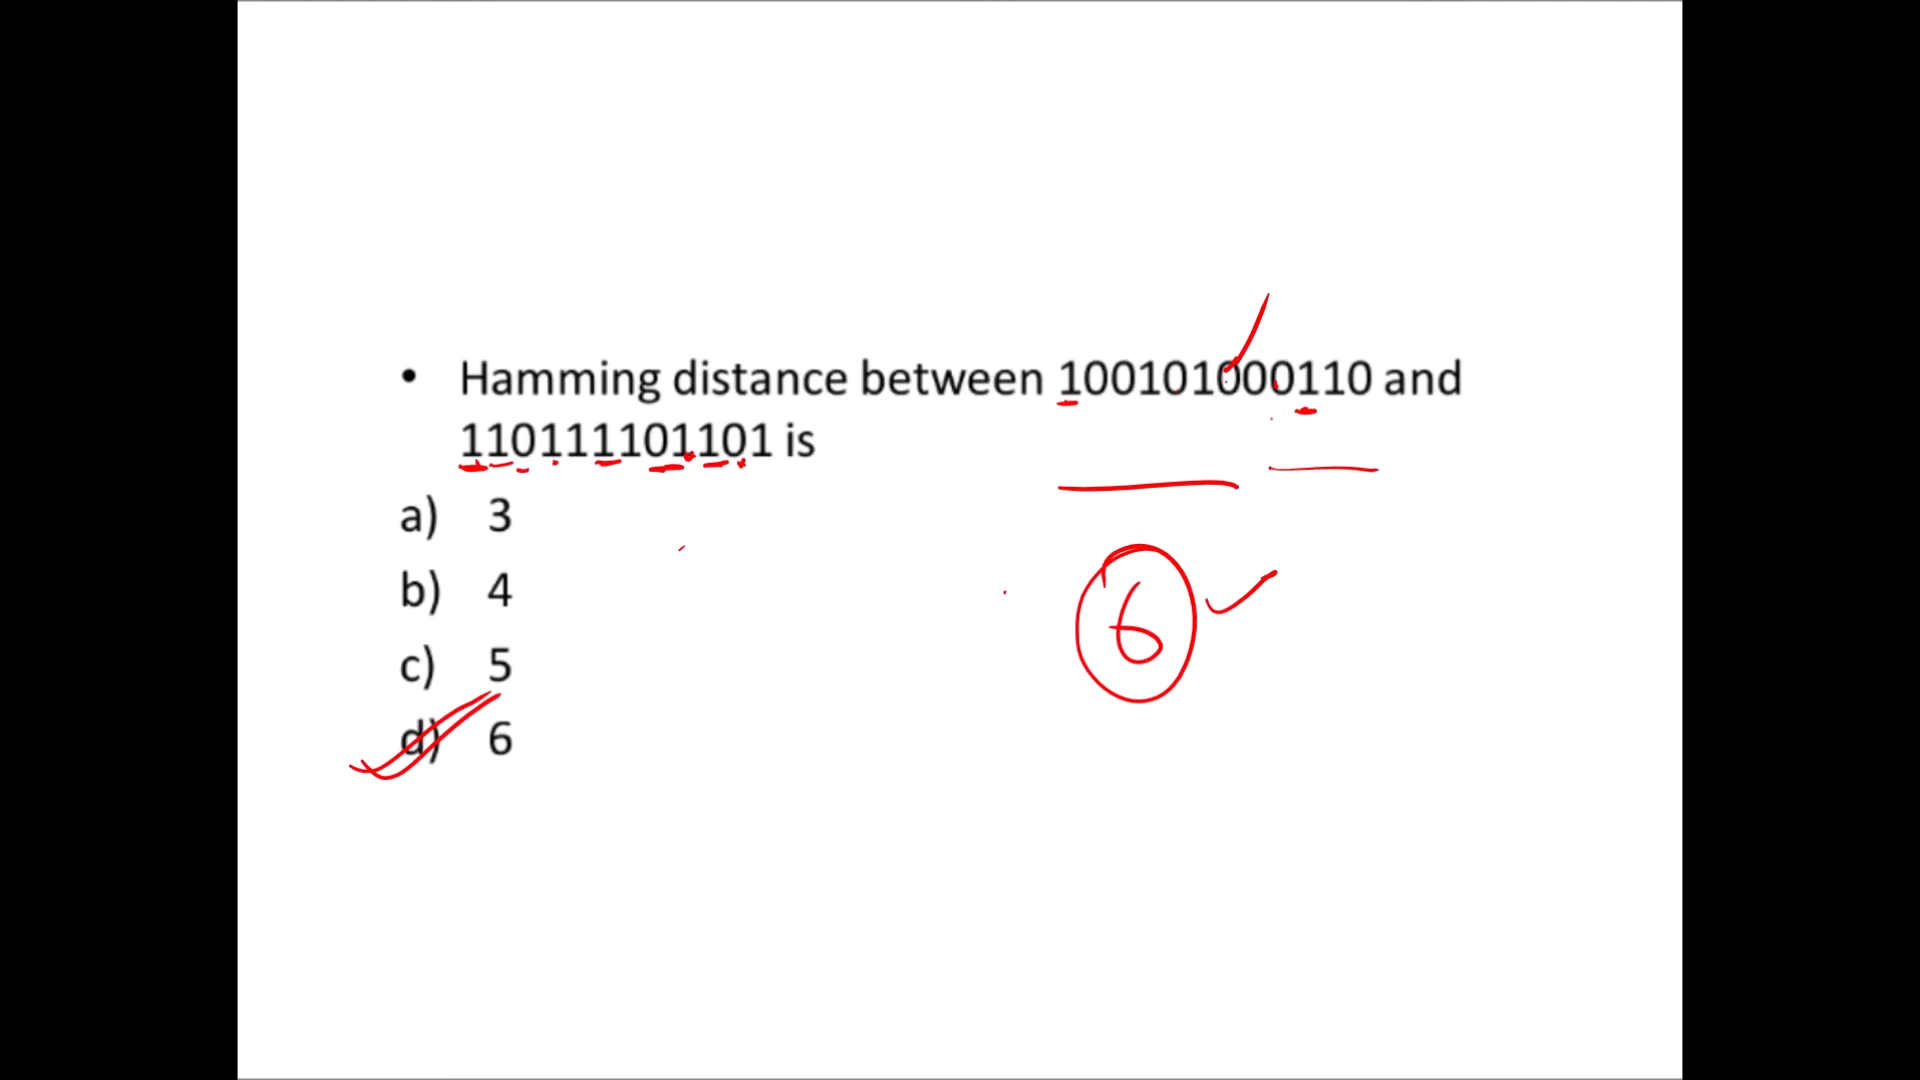 • Hamming distance between 100101000110 and
110111101101 is
a) 3
b) 4
c) 5
d) 6
6